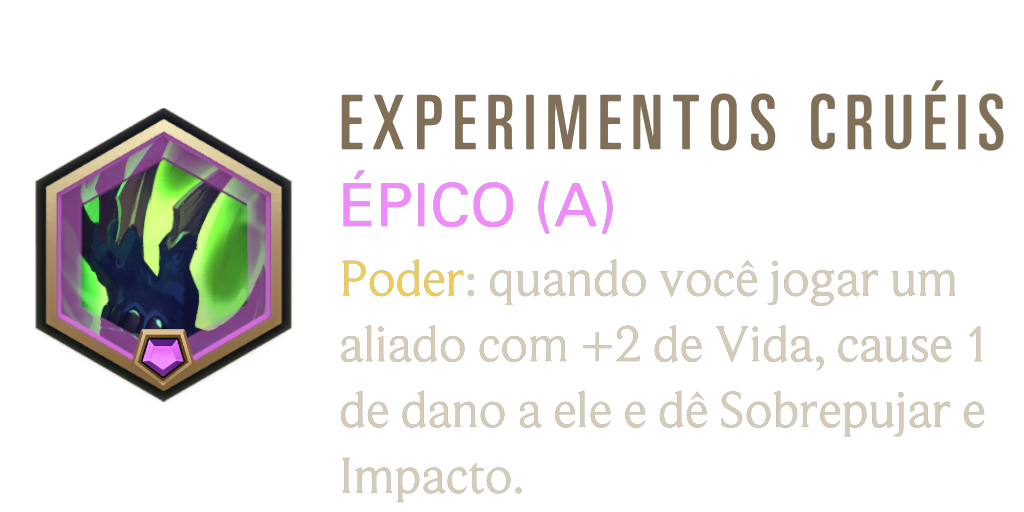 EXPERIMENTOS CRUÉIS
ÉPICO (A)
Poder: quando você jogar um
aliado com +2 de Vida, cause 1
de dano a ele e dê Sobrepujar e
Impacto.